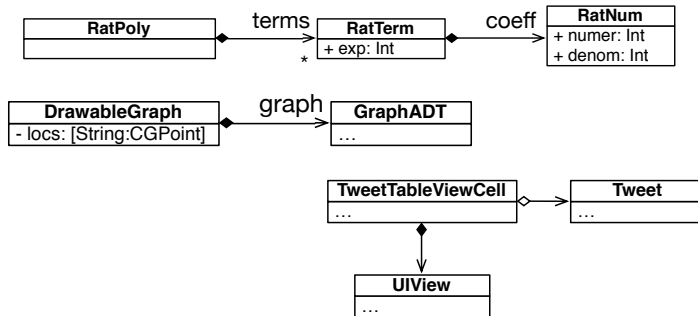 RatPoly
terms
*
RatTerm
+ exp: Int
coeff
RatNum
+ numer: Int
+ denom: Int
DrawableGraph
- locs: [String:CGPoint]
graph
GraphADT
...
TweetTableViewCell
...
Tweet
...
UIView
...